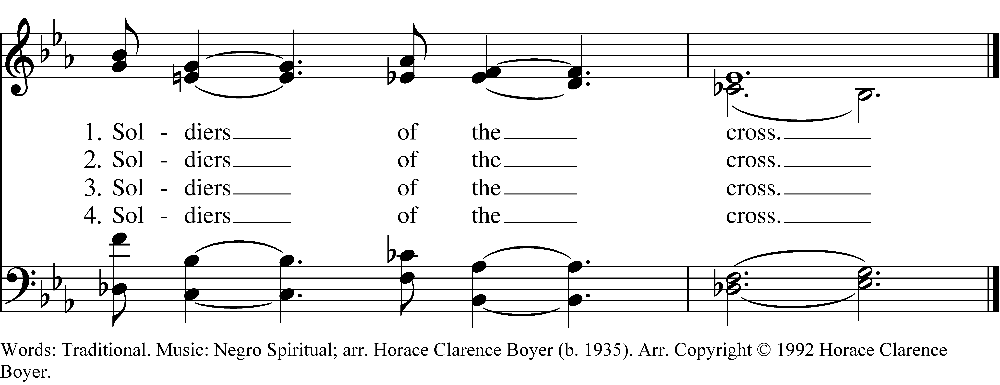 1. Sol - diers of the cross.
2. Sol - diers of the cross.
3. Sol - diers of the cross.
4. Sol - diers of the cross.
Words: Traditional. Music: Negro Spiritual; arr. Horace Clarence Boyer (b. 1935). Arr. Copyright © 1992 Horace Clarence
Boyer.